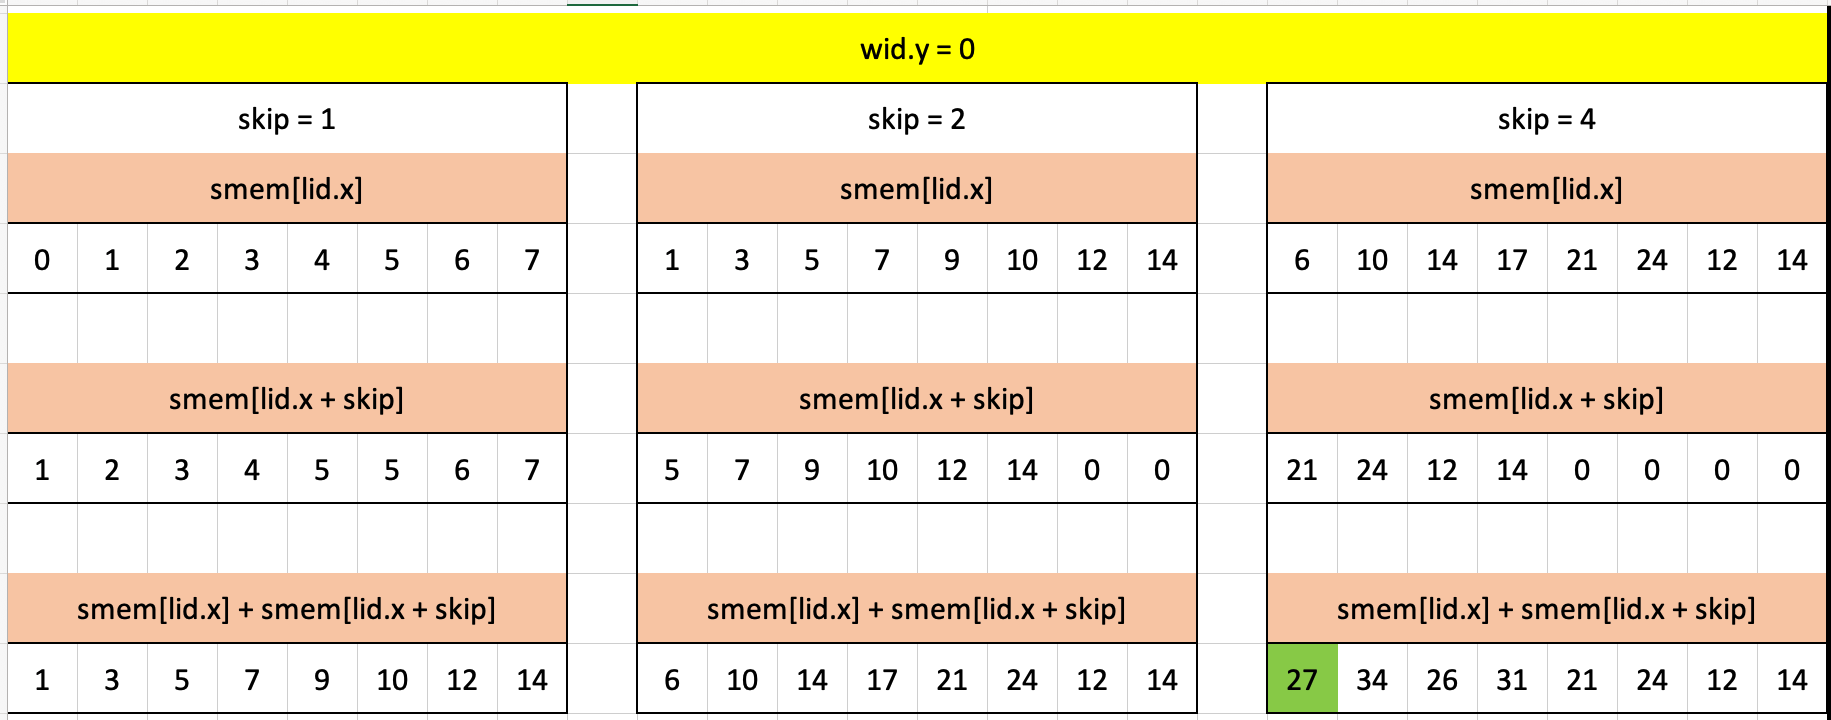 wid.y = 0
skip = 1 skip = 2 skip = 4
smem[lid.x] smem[lid.x] smem[lid.x]
0 1 2 3 4 5 6 7 1 3 5 7 9 10 12 14 6 10 14 17 21 24 12 14
smem[lid.x + skip] smem[lid.x + skip] smem[lid.x + skip]
1 2 3 4 5 5 6 7 5 7 9 10 12 14 0 0 21 24 12 14 0 0 0 0
smem[lid.x] + smem[lid.x + skip] smem[lid.x] + smem[lid.x + skip] smem[lid.x] + smem[lid.x + skip]
1 3 5 7 9 10 12 14 6 10 14 17 21 24 12 14 27 34 26 31 21 24 12 14